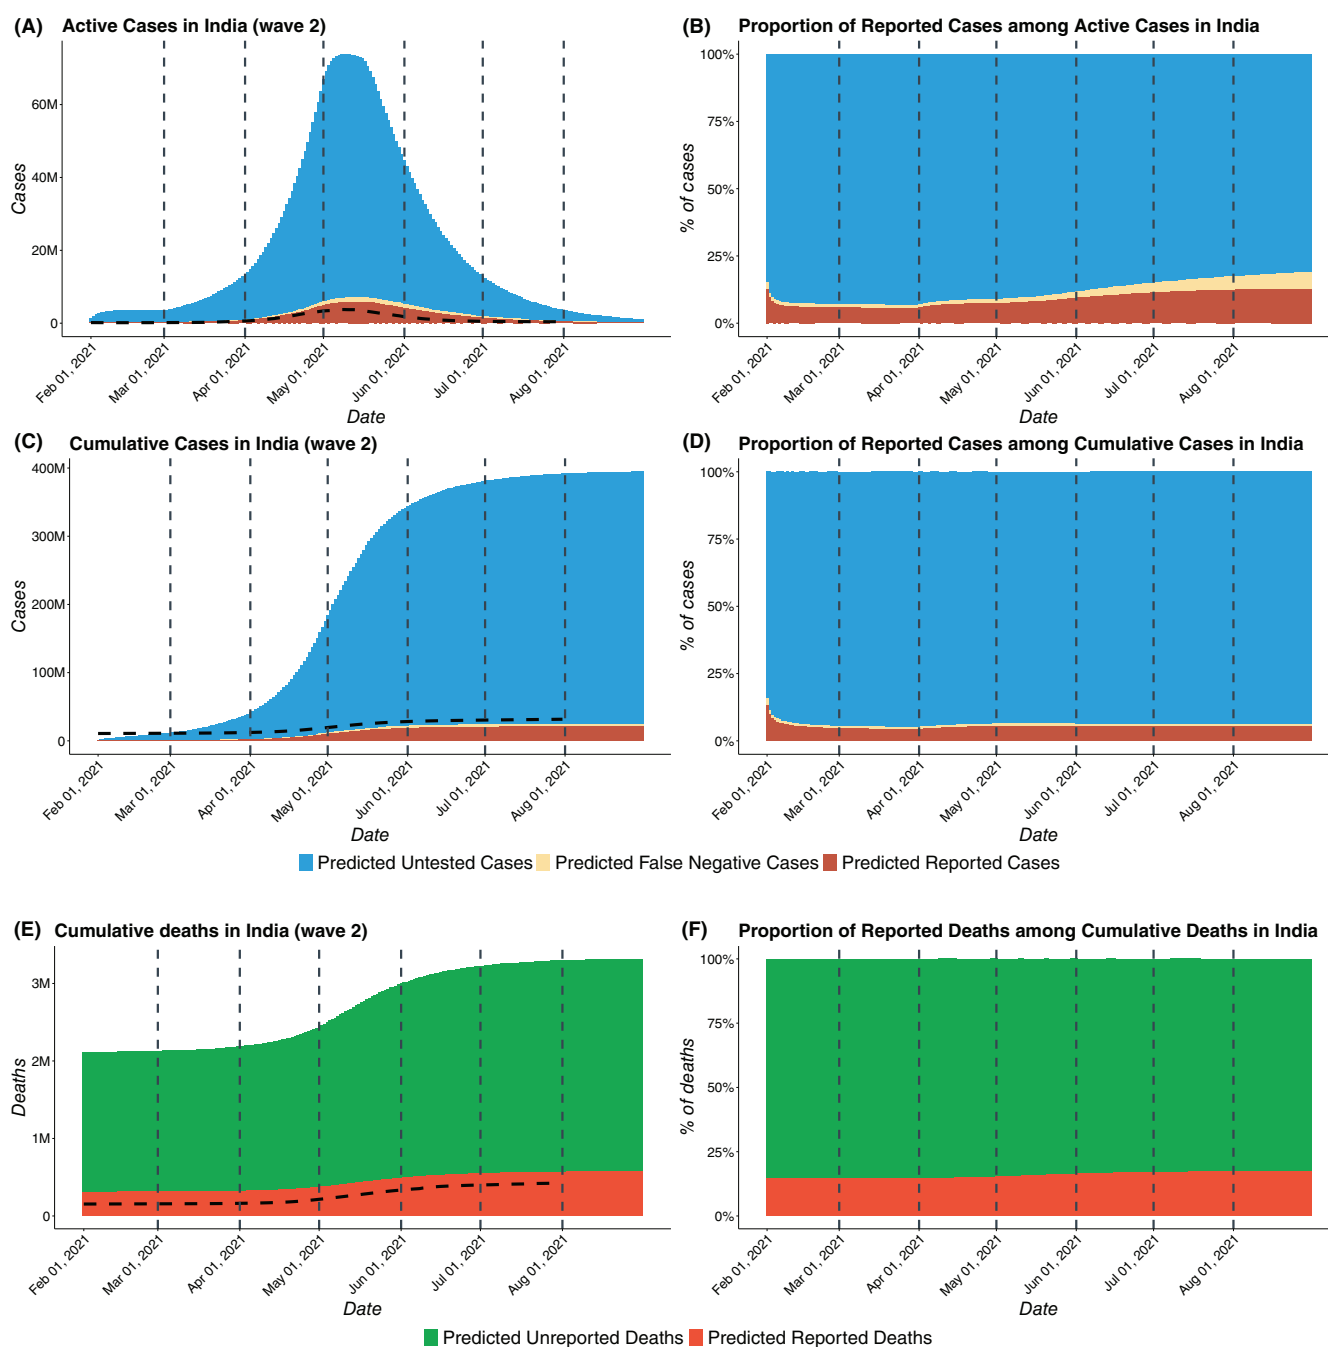 (A) Active Cases in India (wave 2)
Cases
60M
40M
20M
0
Feb 01, 2021
Mar 01, 2021
Apr 01, 2021
May 01, 2021
Jun 01, 2021
Jul 01, 2021
Aug 01, 2021
Date
(B) Proportion of Reported Cases among Active Cases in India
% of cases
100%
75%
50%
25%
0%
Feb 01, 2021
Mar 01, 2021
Apr 01, 2021
May 01, 2021
Jun 01, 2021
Jul 01, 2021
Aug 01, 2021
Date
(C) Cumulative Cases in India (wave 2)
Cases
400M
300M
200M
100M
0
Feb 01, 2021
Mar 01, 2021
Apr 01, 2021
May 01, 2021
Jun 01, 2021
Jul 01, 2021
Aug 01, 2021
Date
(D) Proportion of Reported Cases among Cumulative Cases in India
% of cases
100%
75%
50%
25%
0%
Feb 01, 2021
Mar 01, 2021
Apr 01, 2021
May 01, 2021
Jun 01, 2021
Jul 01, 2021
Aug 01, 2021
Date
Predicted Untested Cases Predicted False Negative Cases Predicted Reported Cases
(E) Cumulative deaths in India (wave 2)
Deaths
3M
2M
1M
0
Feb 01, 2021
Mar 01, 2021
Apr 01, 2021
May 01, 2021
Jun 01, 2021
Jul 01, 2021
Aug 01, 2021
Date
(F) Proportion of Reported Deaths among Cumulative Deaths in India
% of deaths
100%
75%
50%
25%
0%
Feb 01, 2021
Mar 01, 2021
Apr 01, 2021
May 01, 2021
Jun 01, 2021
Jul 01, 2021
Aug 01, 2021
Date
Predicted Unreported Deaths Predicted Reported Deaths